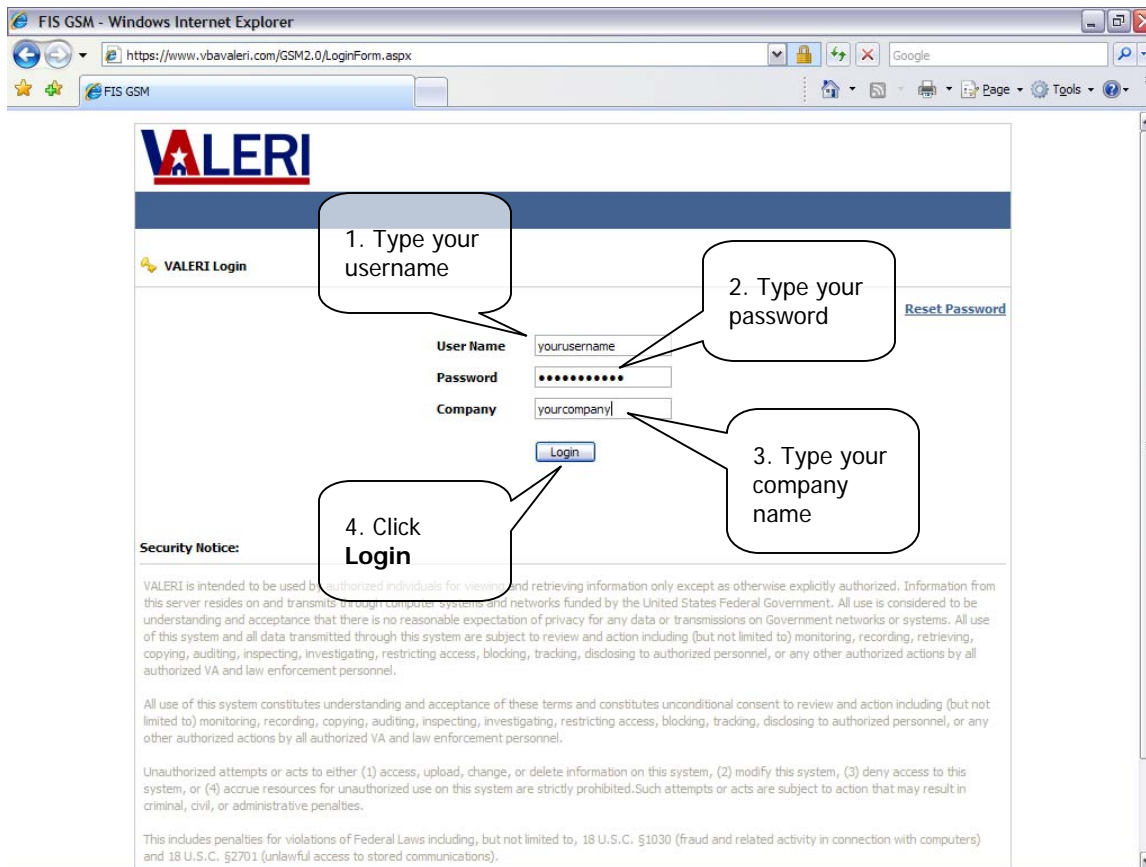 FIS GSM - Windows Internet Explorer
https://www.vbavaleri.com/GSM2.0/LoginForm.aspx
Google
FIS GSM
Page
Tools
VALERI
VALERI Login
1. Type your
username
2. Type your
password
Reset Password
User Name
yourusername
Password
•••••••••••
Company
yourcompany
Login
3. Type your
company
name
4. Click
Login
Security Notice:
VALERI is intended to be used by authorized individuals for viewing and retrieving information only except as otherwise explicitly authorized. Information from
this server resides on and transmits through computer systems and networks funded by the United States Federal Government. All use is considered to be
understanding and acceptance that there is no reasonable expectation of privacy for any data or transmissions on Government networks or systems. All use
of this system and all data transmitted through this system are subject to review and action including (but not limited to) monitoring, recording, retrieving,
copying, auditing, inspecting, investigating, restricting access, blocking, tracking, disclosing to authorized personnel, or any other authorized actions by all
authorized VA and law enforcement personnel.
All use of this system constitutes understanding and acceptance of these terms and constitutes unconditional consent to review and action including (but not
limited to) monitoring, recording, copying, auditing, inspecting, investigating, restricting access, blocking, tracking, disclosing to authorized personnel, or any
other authorized actions by all authorized VA and law enforcement personnel.
Unauthorized attempts or acts to either (1) access, upload, change, or delete information on this system, (2) modify this system, (3) deny access to this
system, or (4) accrue resources for unauthorized use on this system are strictly prohibited.Such attempts or acts are subject to action that may result in
criminal, civil, or administrative penalties.
This includes penalties for violations of Federal Laws including, but not limited to, 18 U.S.C. §1030 (fraud and related activity in connection with computers)
and 18 U.S.C. §2701 (unlawful access to stored communications).